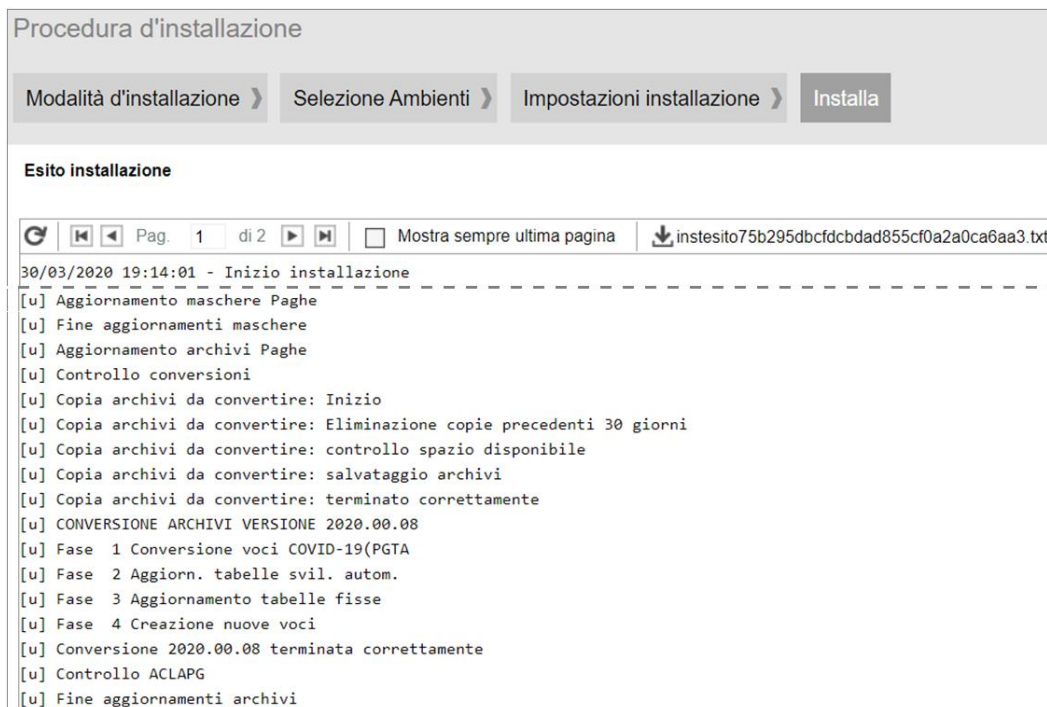 Procedura d'installazione
Modalità d'installazione ❯ Selezione Ambienti ❯ Impostazioni installazione ❯ Installa
Esito installazione
Pag. 1 di 2 Mostra sempre ultima pagina instesito75b295dbcfdcbdad855cf0a2a0ca6aa3.txt
30/03/2020 19:14:01 - Inizio installazione
[u] Aggiornamento maschere Paghe
[u] Fine aggiornamenti maschere
[u] Aggiornamento archivi Paghe
[u] Controllo conversioni
[u] Copia archivi da convertire: Inizio
[u] Copia archivi da convertire: Eliminazione copie precedenti 30 giorni
[u] Copia archivi da convertire: controllo spazio disponibile
[u] Copia archivi da convertire: salvataggio archivi
[u] Copia archivi da convertire: terminato correttamente
[u] CONVERSIONE ARCHIVI VERSIONE 2020.00.08
[u] Fase  1 Conversione voci COVID-19(PGTA
[u] Fase  2 Aggiorn. tabelle svil. autom.
[u] Fase  3 Aggiornamento tabelle fisse
[u] Fase  4 Creazione nuove voci
[u] Conversione 2020.00.08 terminata correttamente
[u] Controllo ACLAPG
[u] Fine aggiornamenti archivi